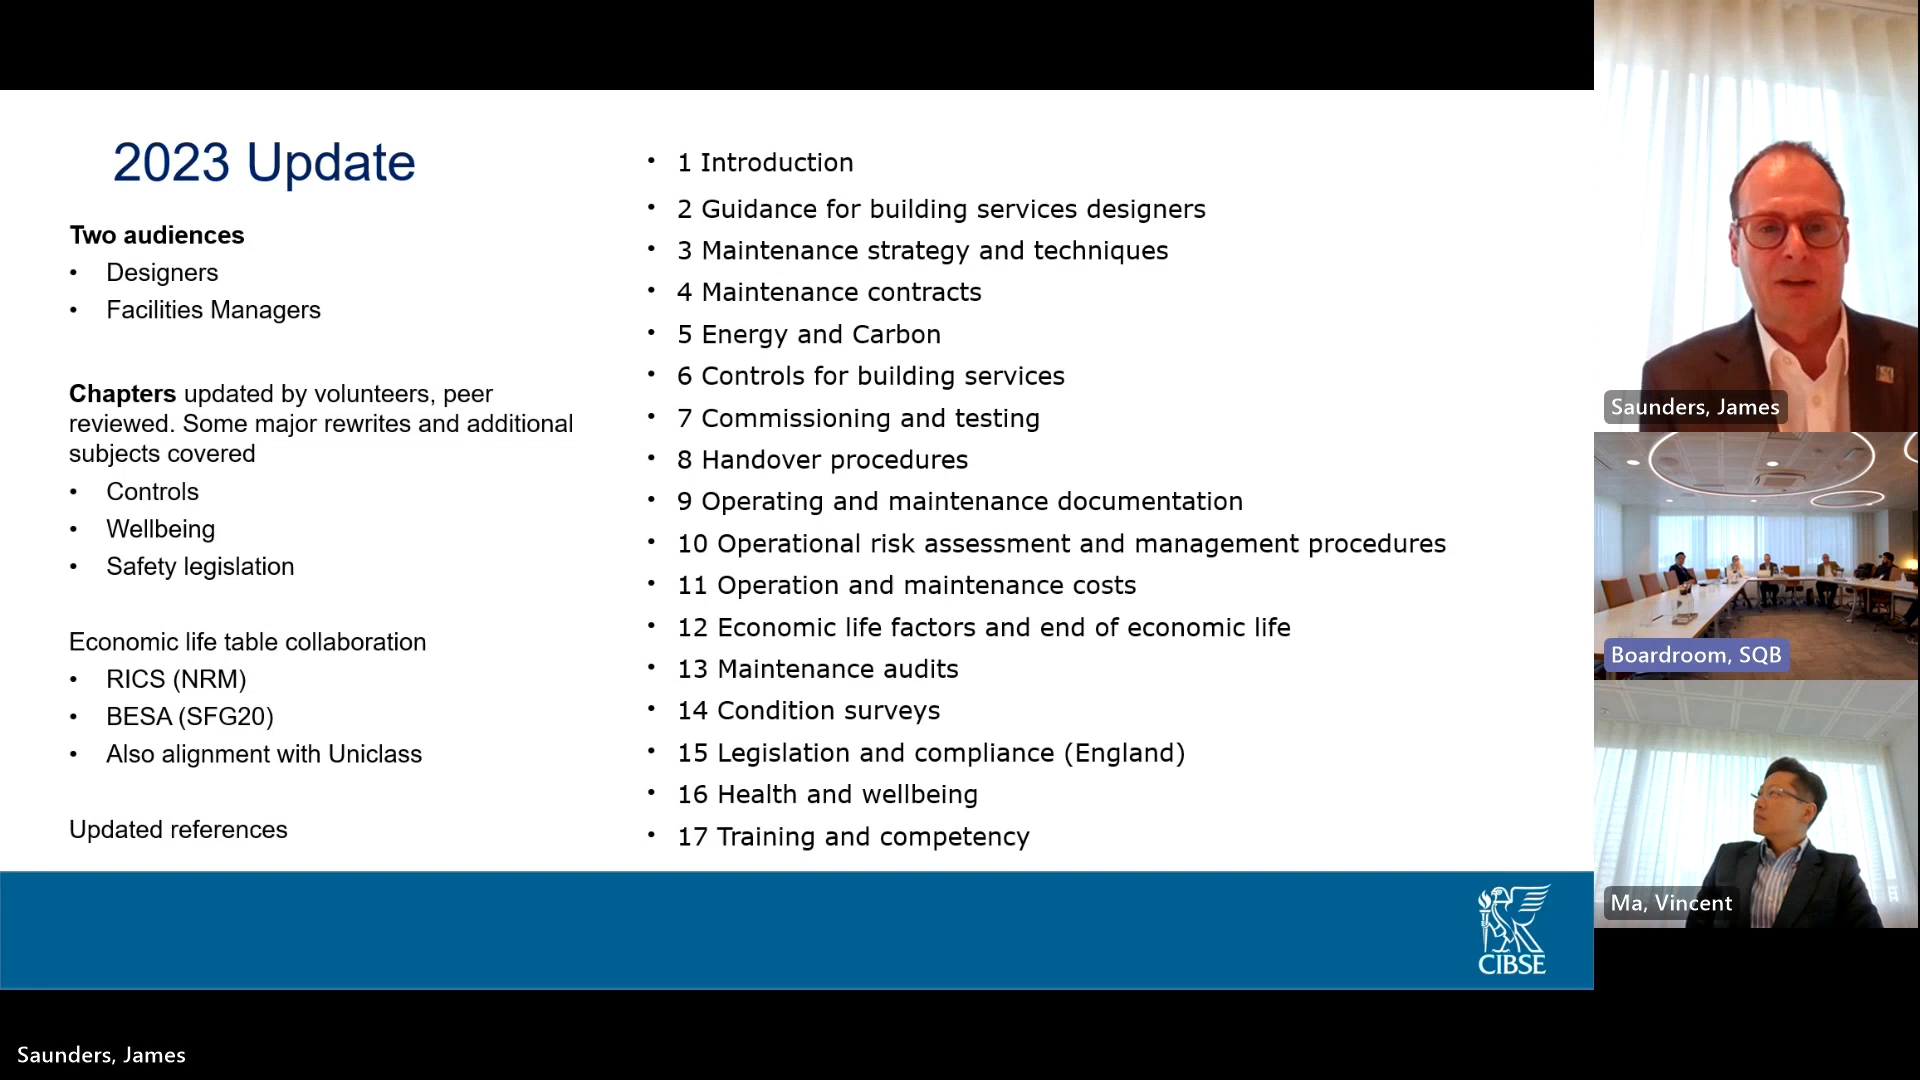 2023 Update
Two audiences
• Designers
• Facilities Managers
Chapters updated by volunteers, peer
reviewed. Some major rewrites and additional
subjects covered
• Controls
• Wellbeing
• Safety legislation
Economic life table collaboration
• RICS (NRM)
• BESA (SFG20)
• Also alignment with Uniclass
Updated references
• 1 Introduction
• 2 Guidance for building services designers
• 3 Maintenance strategy and techniques
• 4 Maintenance contracts
• 5 Energy and Carbon
• 6 Controls for building services
• 7 Commissioning and testing
• 8 Handover procedures
• 9 Operating and maintenance documentation
• 10 Operational risk assessment and management procedures
• 11 Operation and maintenance costs
• 12 Economic life factors and end of economic life
• 13 Maintenance audits
• 14 Condition surveys
• 15 Legislation and compliance (England)
• 16 Health and wellbeing
• 17 Training and competency
CIBSE
Saunders, James
Boardroom, SQB
Ma, Vincent
Saunders, James